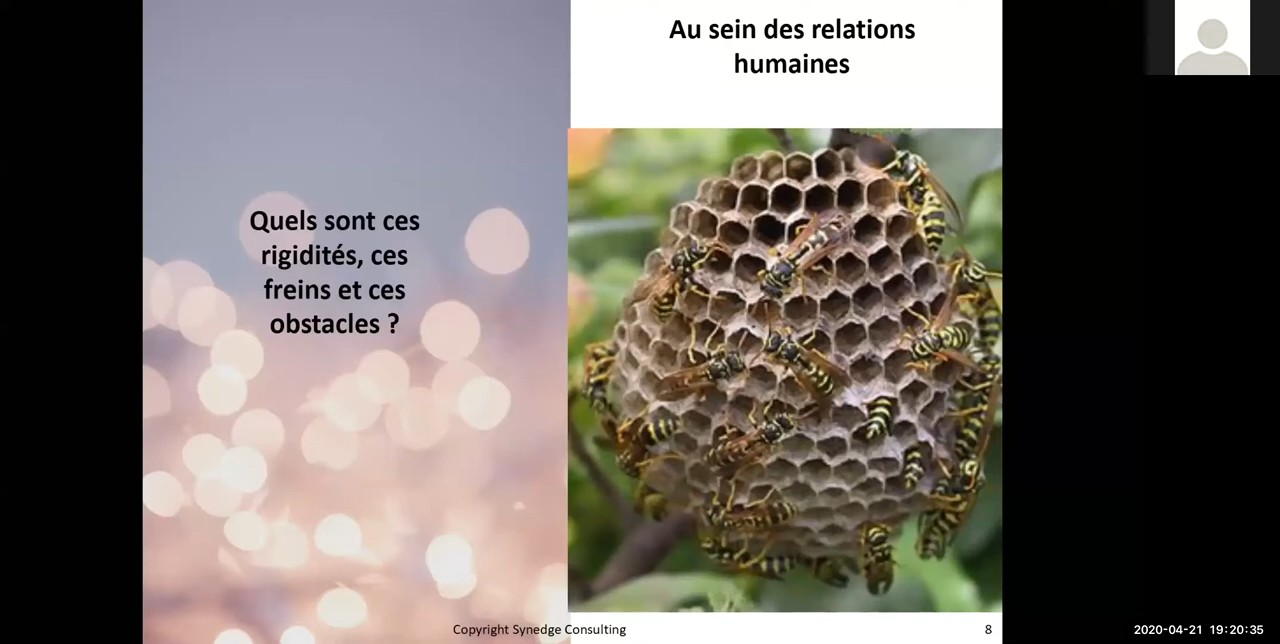 Au sein des relations
humaines
Quels sont ces
rigidités, ces
freins et ces
obstacles ?
Copyright Synedge Consulting
8
2020-04-21 19:20:35